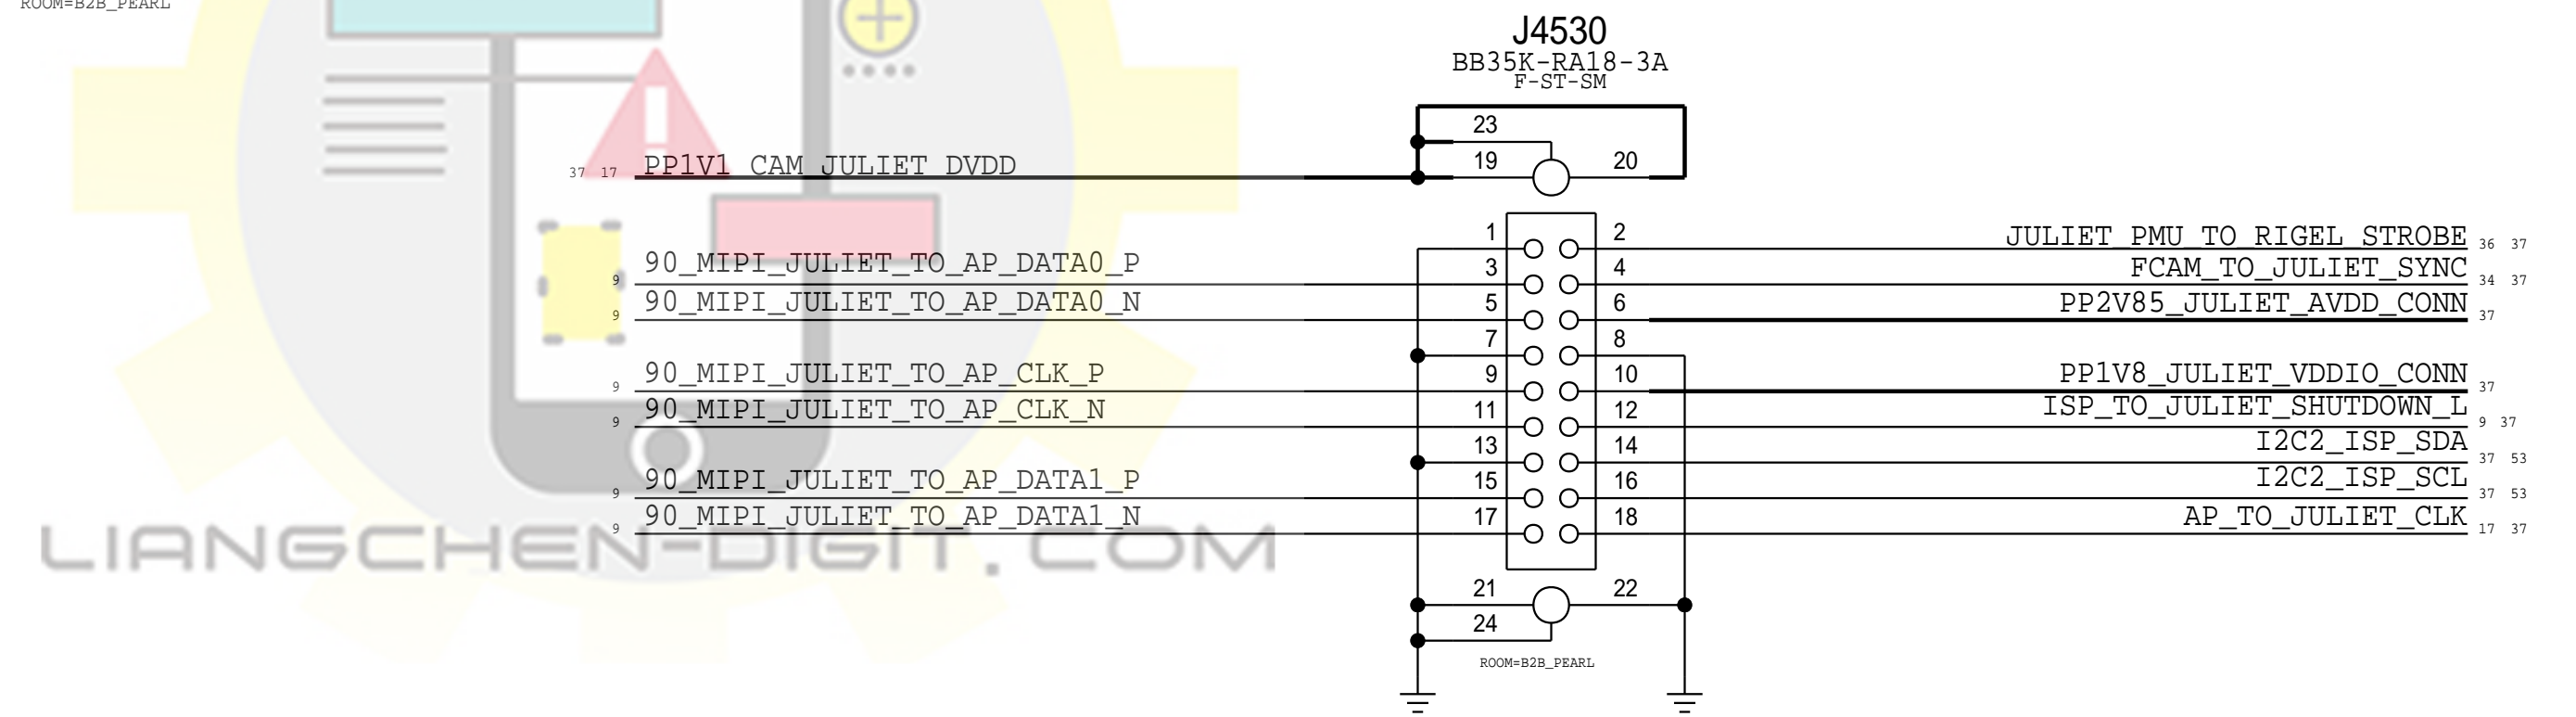 ROOM=B2B_PEARL
J4530
BB35K-RA18-3A
F-ST-SM
23
37 17 PP1V1_CAM_JULIET_DVDD 19 20
1 2 JULIET_PMU_TO_RIGEL_STROBE 36 37
9 90_MIPI_JULIET_TO_AP_DATA0_P 3 4 FCAM_TO_JULIET_SYNC 34 37
9 90_MIPI_JULIET_TO_AP_DATA0_N 5 6 PP2V85_JULIET_AVDD_CONN 37
7 8
9 90_MIPI_JULIET_TO_AP_CLK_P 9 10 PP1V8_JULIET_VDDIO_CONN 37
9 90_MIPI_JULIET_TO_AP_CLK_N 11 12 ISP_TO_JULIET_SHUTDOWN_L 9 37
13 14 I2C2_ISP_SDA 37 53
9 90_MIPI_JULIET_TO_AP_DATA1_P 15 16 I2C2_ISP_SCL 37 53
9 90_MIPI_JULIET_TO_AP_DATA1_N 17 18 AP_TO_JULIET_CLK 17 37
LIANGCHEN-DIGIT.COM
21 22
24
ROOM=B2B_PEARL